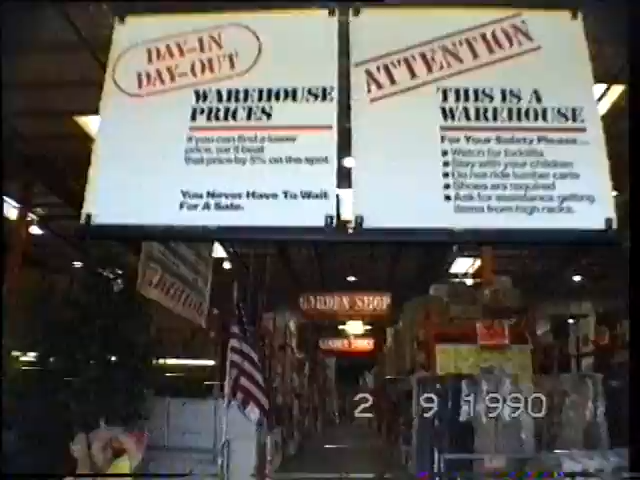 DAY-IN
DAY-OUT
WAREHOUSE
PRICES
If you can find a lower
price, we'll beat
that price by 5% on the spot.
You Never Have To Wait
For A Sale.
ATTENTION
THIS IS A
WAREHOUSE
For Your Safety Please...
Watch for forklifts
Stay with your children
Do not ride lumber carts
Shoes are required
Ask for assistance getting
items from high racks.
GARDEN SHOP
2 9 1990